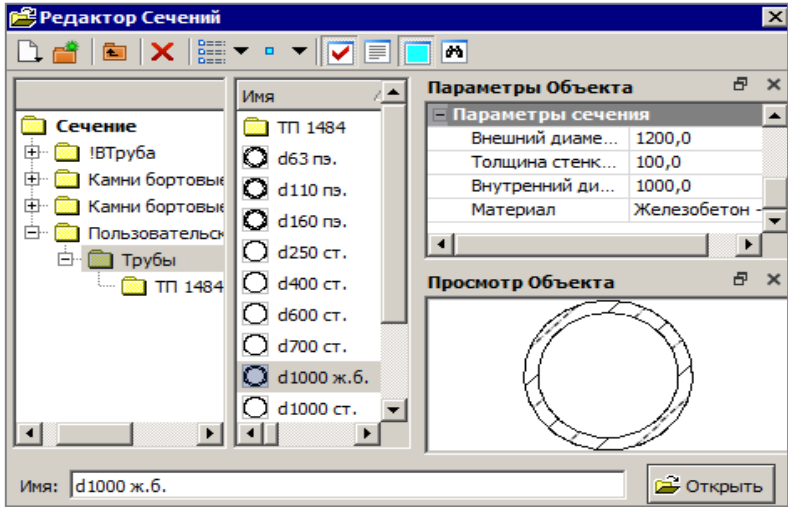 Редактор Сечений
Имя
Сечение
!ВТруба
Камни бортовые
Камни бортовые
Пользовательск
Трубы
ТП 1484
ТП 1484
d63 пэ.
d110 пэ.
d160 пэ.
d250 ст.
d400 ст.
d600 ст.
d700 ст.
d1000 ж.б.
d1000 ст.
Параметры Объекта
Параметры сечения
Внешний диаме... 1200,0
Толщина стенк... 100,0
Внутренний ди... 1000,0
Материал Железобетон -
Просмотр Объекта
Имя: d1000 ж.б.
Открыть